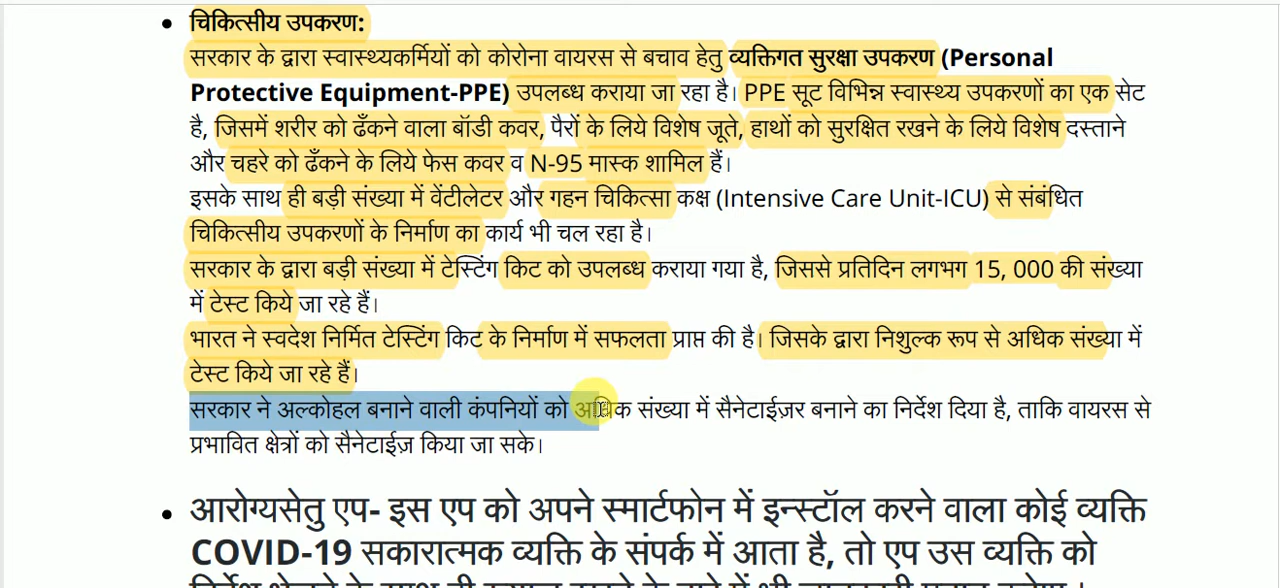 चिकित्सीय उपकरण:
सरकार के द्वारा स्वास्थ्यकर्मियों को कोरोना वायरस से बचाव हेतु व्यक्तिगत सुरक्षा उपकरण (Personal
Protective Equipment-PPE) उपलब्ध कराया जा रहा है। PPE सूट विभिन्न स्वास्थ्य उपकरणों का एक सेट
है, जिसमें शरीर को ढँकने वाला बॉडी कवर, पैरों के लिये विशेष जूते, हाथों को सुरक्षित रखने के लिये विशेष दस्ताने
और चहरे को ढँकने के लिये फेस कवर व N-95 मास्क शामिल हैं।
इसके साथ ही बड़ी संख्या में वेंटीलेटर और गहन चिकित्सा कक्ष (Intensive Care Unit-ICU) से संबंधित
चिकित्सीय उपकरणों के निर्माण का कार्य भी चल रहा है।
सरकार के द्वारा बड़ी संख्या में टेस्टिंग किट को उपलब्ध कराया गया है, जिससे प्रतिदिन लगभग 15, 000 की संख्या
में टेस्ट किये जा रहे हैं।
भारत ने स्वदेश निर्मित टेस्टिंग किट के निर्माण में सफलता प्राप्त की है। जिसके द्वारा निशुल्क रूप से अधिक संख्या में
टेस्ट किये जा रहे हैं।
सरकार ने अल्कोहल बनाने वाली कंपनियों को अधिक संख्या में सैनेटाईज़र बनाने का निर्देश दिया है, ताकि वायरस से
प्रभावित क्षेत्रों को सैनेटाईज़ किया जा सके।
आरोग्यसेतु एप- इस एप को अपने स्मार्टफोन में इन्स्टॉल करने वाला कोई व्यक्ति
COVID-19 सकारात्मक व्यक्ति के संपर्क में आता है, तो एप उस व्यक्ति को